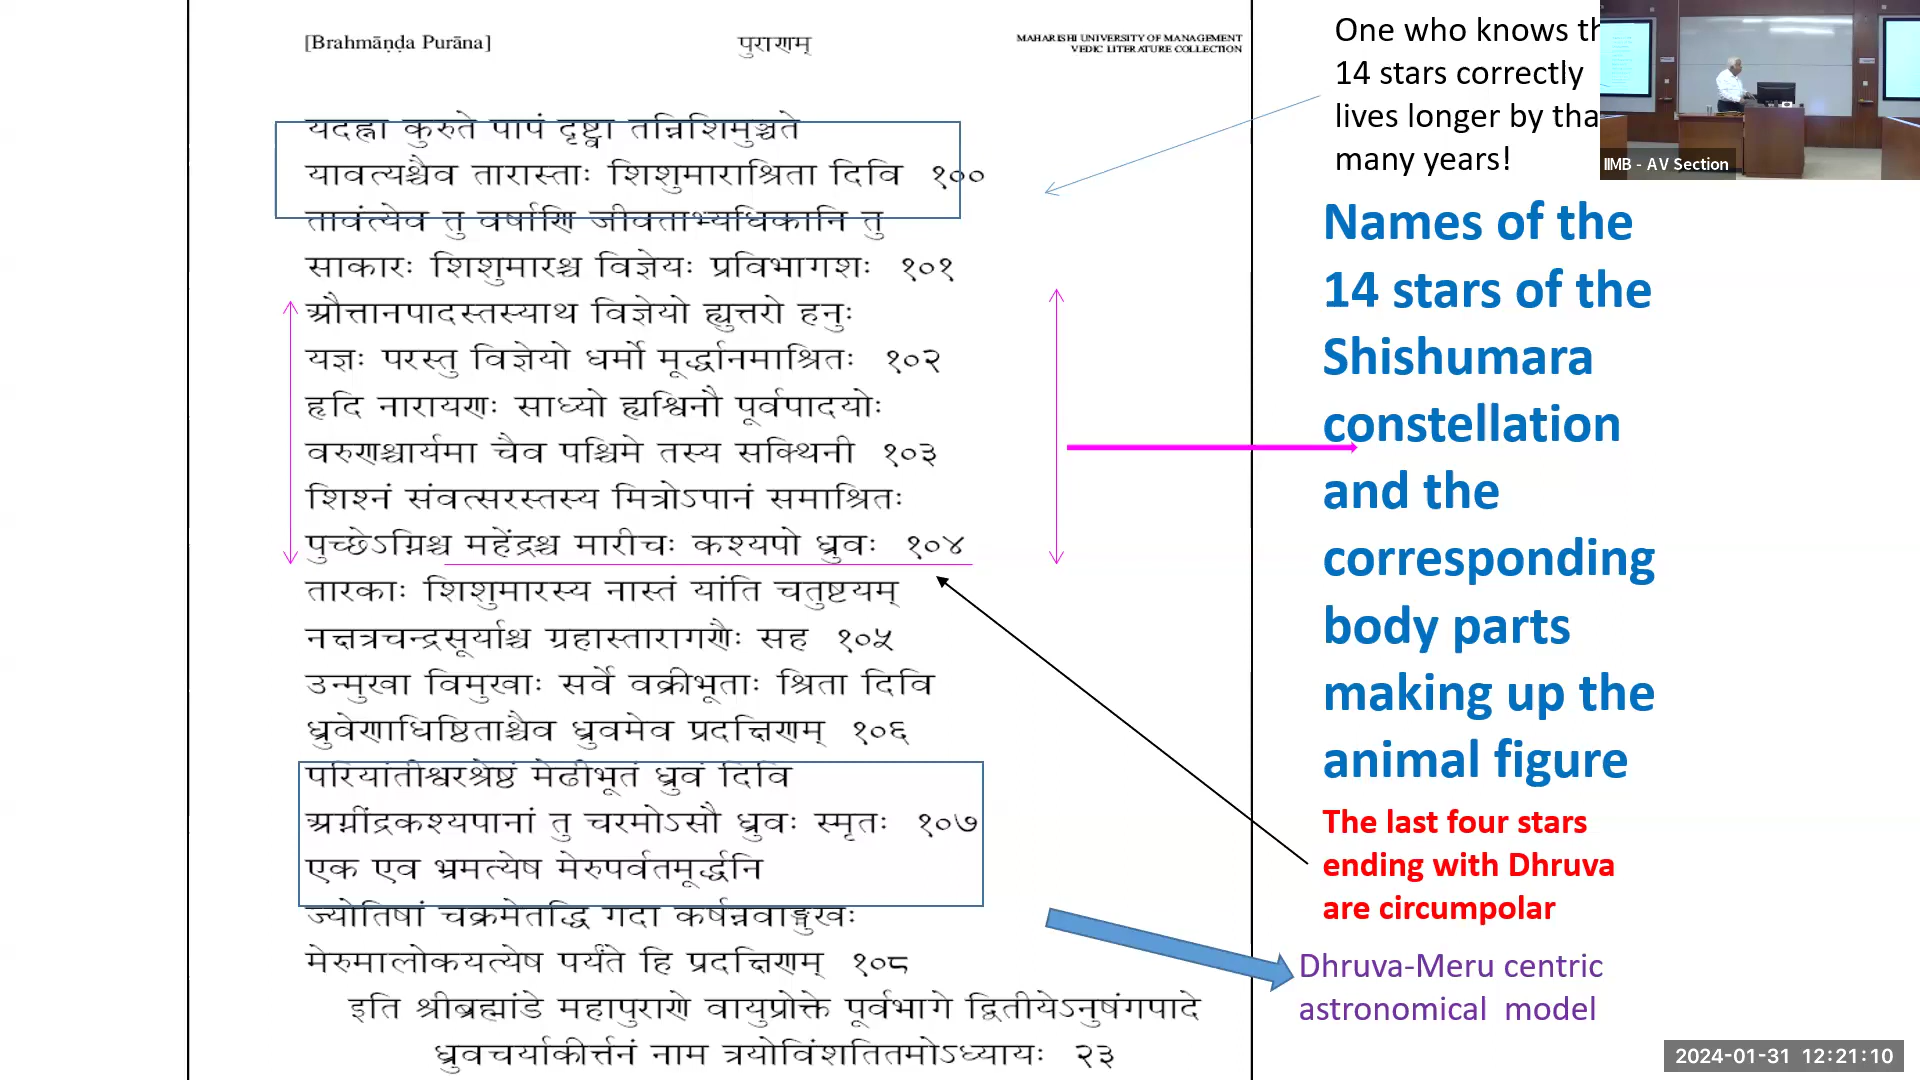 [Brahmāṇḍa Purāna]
पुराणम्
MAHARISHI UNIVERSITY OF MANAGEMENT
VEDIC LITERATURE COLLECTION
यदह्ना कुरुते पापं दृष्ट्वा तन्निशिमुञ्चते
यावत्यश्चैव तारास्ताः शिशुमाराश्रिता दिवि १००
तावंत्येव तु वर्षाणि जीवताभ्यधिकानि तु
साकारः शिशुमारश्च विज्ञेयः प्रविभागशः १०१
औत्तानपादस्तस्याथ विज्ञेयो ह्युत्तरो हनुः
यज्ञः परस्तु विज्ञेयो धर्मो मूर्द्धानमाश्रितः १०२
हृदि नारायणः साध्यो ह्यश्विनौ पूर्वपादयोः
वरुणश्चार्यमा चैव पश्चिमे तस्य सक्थिनी १०३
शिश्नं संवत्सरस्तस्य मित्रोऽपानं समाश्रितः
पुच्छेऽग्निश्च महेंद्रश्च मारीचः कश्यपो ध्रुवः १०४
तारकाः शिशुमारस्य नास्तं यांति चतुष्टयम्
नक्षत्रचन्द्रसूर्याश्च ग्रहास्तारागणैः सह १०५
उन्मुखा विमुखाः सर्वे वक्रीभूताः श्रिता दिवि
ध्रुवेणाधिष्ठिताश्चैव ध्रुवमेव प्रदक्षिणम् १०६
परियांतीश्वरश्रेष्ठं मेढीभूतं ध्रुवं दिवि
अग्नींद्रकश्यपानां तु चरमोऽसौ ध्रुवः स्मृतः १०७
एक एव भ्रमत्येष मेरुपर्वतमूर्द्धनि
ज्योतिषां चक्रमेतद्धि गदा कर्षन्नवाङ्मुखः
मेरुमालोकयत्येष पर्यंते हि प्रदक्षिणम् १०८
इति श्रीब्रह्मांडे महापुराणे वायुप्रोक्ते पूर्वभागे द्वितीयेऽनुषंगपादे
ध्रुवचर्याकीर्त्तनं नाम त्रयोविंशतितमोऽध्यायः २३
One who knows th
14 stars correctly
lives longer by tha
many years!
IIMB - AV Section
Names of the
14 stars of the
Shishumara
constellation
and the
corresponding
body parts
making up the
animal figure
The last four stars
ending with Dhruva
are circumpolar
Dhruva-Meru centric
astronomical model
2024-01-31 12:21:10